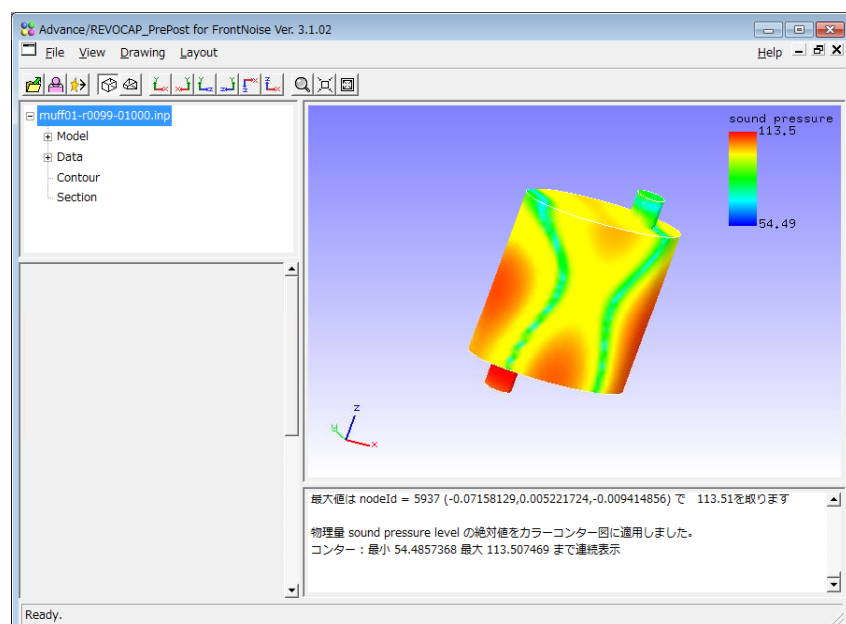 Advance/REVOCAP_PrePost for FrontNoise Ver. 3.1.02
File View Drawing Layout Help
muff01-r0099-01000.inp
Model
Data
Contour
Section
sound pressure
113.5
54.49
z
y
x
最大値は nodeId = 5937 (-0.07158129,0.005221724,-0.009414856) で 113.51を取ります
物理量 sound pressure level の絶対値をカラーコンター図に適用しました。
コンター：最小 54.4857368 最大 113.507469 まで連続表示
Ready.